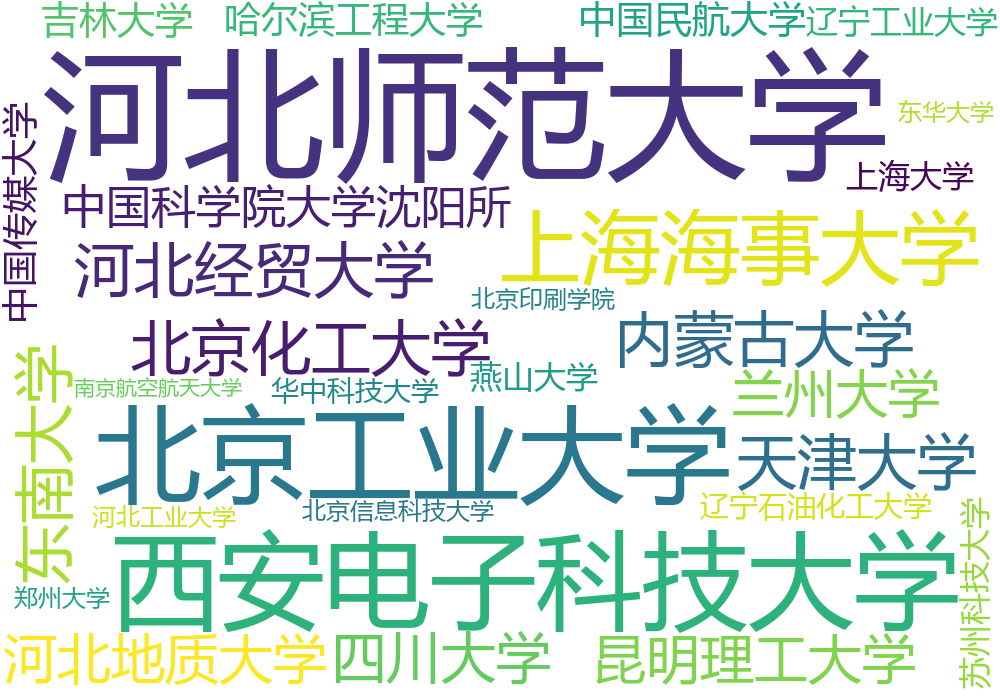 吉林大学
哈尔滨工程大学
中国民航大学
辽宁工业大学
河北师范大学
东华大学
上海大学
中国传媒大学
中国科学院大学沈阳所
上海海事大学
河北经贸大学
北京印刷学院
北京化工大学
内蒙古大学
燕山大学
南京航空航天大学
华中科技大学
兰州大学
东南大学
北京工业大学
天津大学
辽宁石油化工大学
河北工业大学
北京信息科技大学
西安电子科技大学
苏州科技大学
郑州大学
河北地质大学
四川大学
昆明理工大学